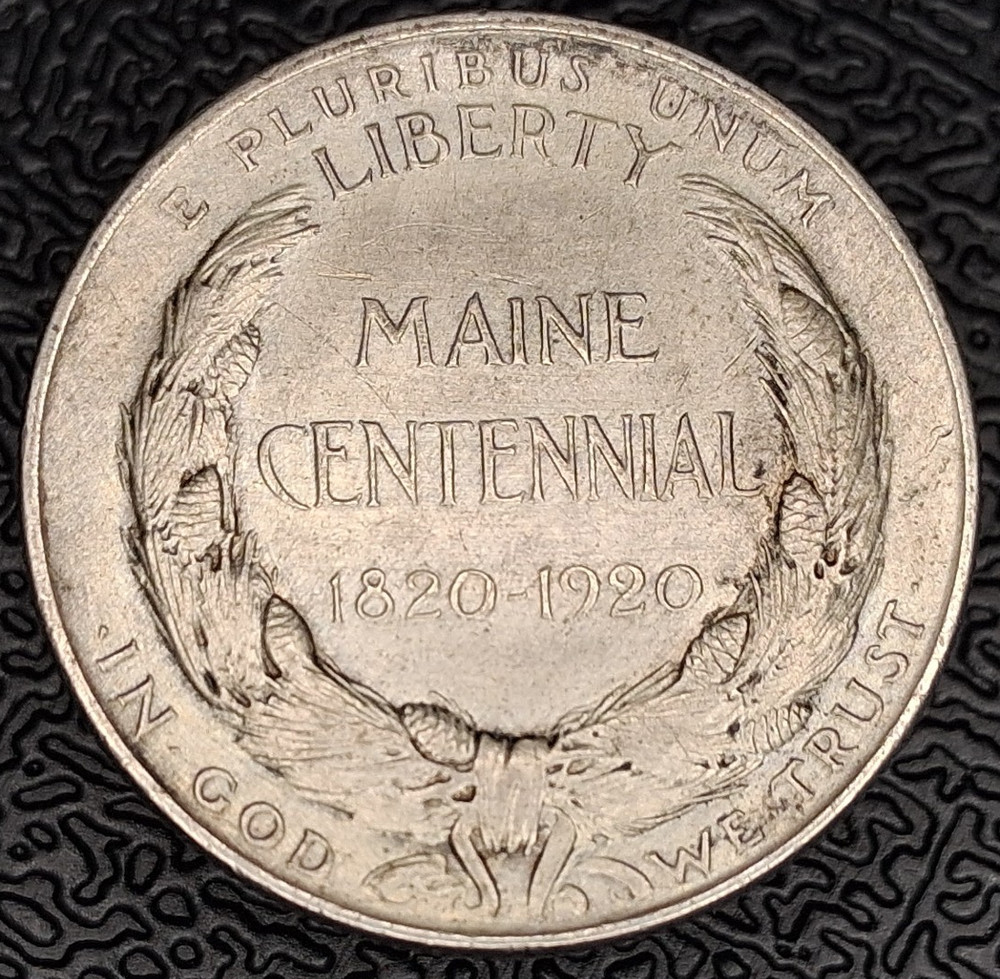 E PLURIBUS UNUM
LIBERTY
MAINE
CENTENNIAL
1820-1920
·IN·GOD WE·TRUST·